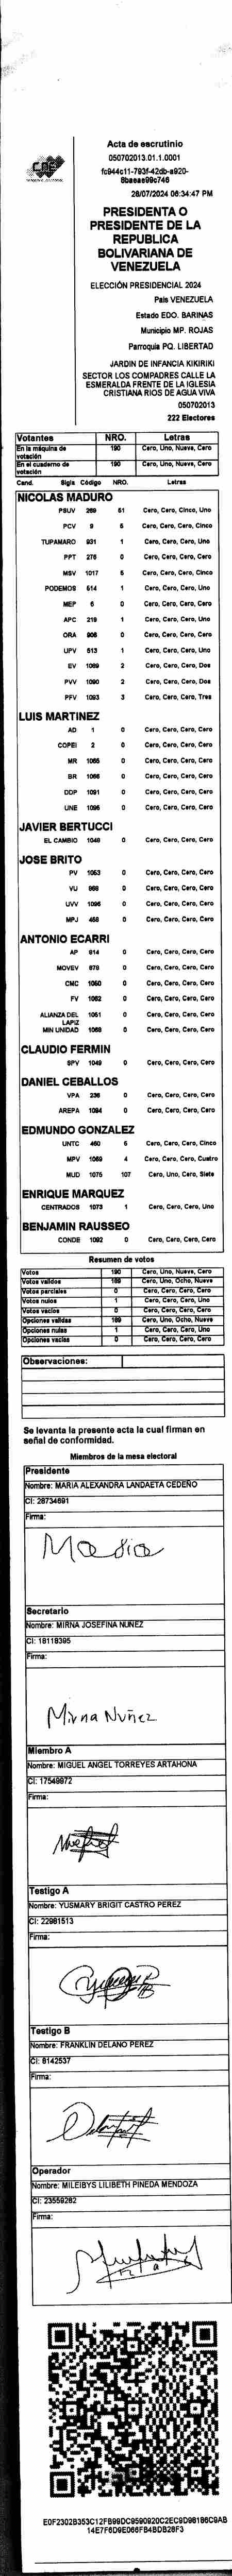 CNE
Acta de escrutinio
050702013.01.1.0001
fc944c11-793f-42db-a920-
6baeae99c746
28/07/2024 06:34:47 PM
PRESIDENTA O
PRESIDENTE DE LA
REPUBLICA
BOLIVARIANA DE
VENEZUELA
ELECCIÓN PRESIDENCIAL 2024
País VENEZUELA
Estado EDO. BARINAS
Municipio MP. ROJAS
Parroquia PQ. LIBERTAD
JARDIN DE INFANCIA KIKIRIKI
SECTOR LOS COMPADRES CALLE LA
ESMERALDA FRENTE DE LA IGLESIA
CRISTIANA RIOS DE AGUA VIVA
050702013
222 Electores
Votantes NRO. Letras
En la máquina de votación 190 Cero, Uno, Nueve, Cero
En el cuaderno de votación 190 Cero, Uno, Nueve, Cero
Cand. Sigla Código NRO. Letras
NICOLAS MADURO
PSUV 269 51 Cero, Cero, Cinco, Uno
PCV 9 5 Cero, Cero, Cero, Cinco
TUPAMARO 931 1 Cero, Cero, Cero, Uno
PPT 276 0 Cero, Cero, Cero, Cero
MSV 1017 5 Cero, Cero, Cero, Cinco
PODEMOS 514 1 Cero, Cero, Cero, Uno
MEP 6 0 Cero, Cero, Cero, Cero
APC 219 1 Cero, Cero, Cero, Uno
ORA 906 0 Cero, Cero, Cero, Cero
UPV 513 1 Cero, Cero, Cero, Uno
EV 1089 2 Cero, Cero, Cero, Dos
PVV 1090 2 Cero, Cero, Cero, Dos
PFV 1093 3 Cero, Cero, Cero, Tres
LUIS MARTINEZ
AD 1 0 Cero, Cero, Cero, Cero
COPEI 2 0 Cero, Cero, Cero, Cero
MR 1065 0 Cero, Cero, Cero, Cero
BR 1066 0 Cero, Cero, Cero, Cero
DDP 1091 0 Cero, Cero, Cero, Cero
UNE 1095 0 Cero, Cero, Cero, Cero
JAVIER BERTUCCI
EL CAMBIO 1048 0 Cero, Cero, Cero, Cero
JOSE BRITO
PV 1053 0 Cero, Cero, Cero, Cero
VU 969 0 Cero, Cero, Cero, Cero
UVV 1096 0 Cero, Cero, Cero, Cero
MPJ 458 0 Cero, Cero, Cero, Cero
ANTONIO ECARRI
AP 914 0 Cero, Cero, Cero, Cero
MOVEV 978 0 Cero, Cero, Cero, Cero
CMC 1050 0 Cero, Cero, Cero, Cero
FV 1082 0 Cero, Cero, Cero, Cero
ALIANZA DEL LAPIZ 1051 0 Cero, Cero, Cero, Cero
MIN UNIDAD 1068 0 Cero, Cero, Cero, Cero
CLAUDIO FERMIN
SPV 1049 0 Cero, Cero, Cero, Cero
DANIEL CEBALLOS
VPA 236 0 Cero, Cero, Cero, Cero
AREPA 1094 0 Cero, Cero, Cero, Cero
EDMUNDO GONZALEZ
UNTC 460 5 Cero, Cero, Cero, Cinco
MPV 1069 4 Cero, Cero, Cero, Cuatro
MUD 1075 107 Cero, Uno, Cero, Siete
ENRIQUE MARQUEZ
CENTRADOS 1073 1 Cero, Cero, Cero, Uno
BENJAMIN RAUSSEO
CONDE 1092 0 Cero, Cero, Cero, Cero
Resumen de votos
Votos 190 Cero, Uno, Nueve, Cero
Votos validos 189 Cero, Uno, Ocho, Nueve
Votos parciales 0 Cero, Cero, Cero, Cero
Votos nulos 1 Cero, Cero, Cero, Uno
Votos vacios 0 Cero, Cero, Cero, Cero
Opciones validas 189 Cero, Uno, Ocho, Nueve
Opciones nulas 1 Cero, Cero, Cero, Uno
Opciones vacias 0 Cero, Cero, Cero, Cero
Observaciones:
Se levanta la presente acta la cual firman en
señal de conformidad.
Miembros de la mesa electoral
Presidente
Nombre: MARIA ALEXANDRA LANDAETA CEDEÑO
CI: 28734691
Firma:
Maria
Secretario
Nombre: MIRNA JOSEFINA NUNEZ
CI: 18118395
Firma:
Mirna Nuñez
Miembro A
Nombre: MIGUEL ANGEL TORREYES ARTAHONA
CI: 17549972
Firma:
Testigo A
Nombre: YUSMARY BRIGIT CASTRO PEREZ
CI: 22981513
Firma:
Testigo B
Nombre: FRANKLIN DELANO PEREZ
CI: 8142537
Firma:
Operador
Nombre: MILEIBYS LILIBETH PINEDA MENDOZA
CI: 23559282
Firma:
E0F2302B353C12FB99DC9590920C2EC9D98186C9AB
14E7F6D9E066FB4BDB28F3